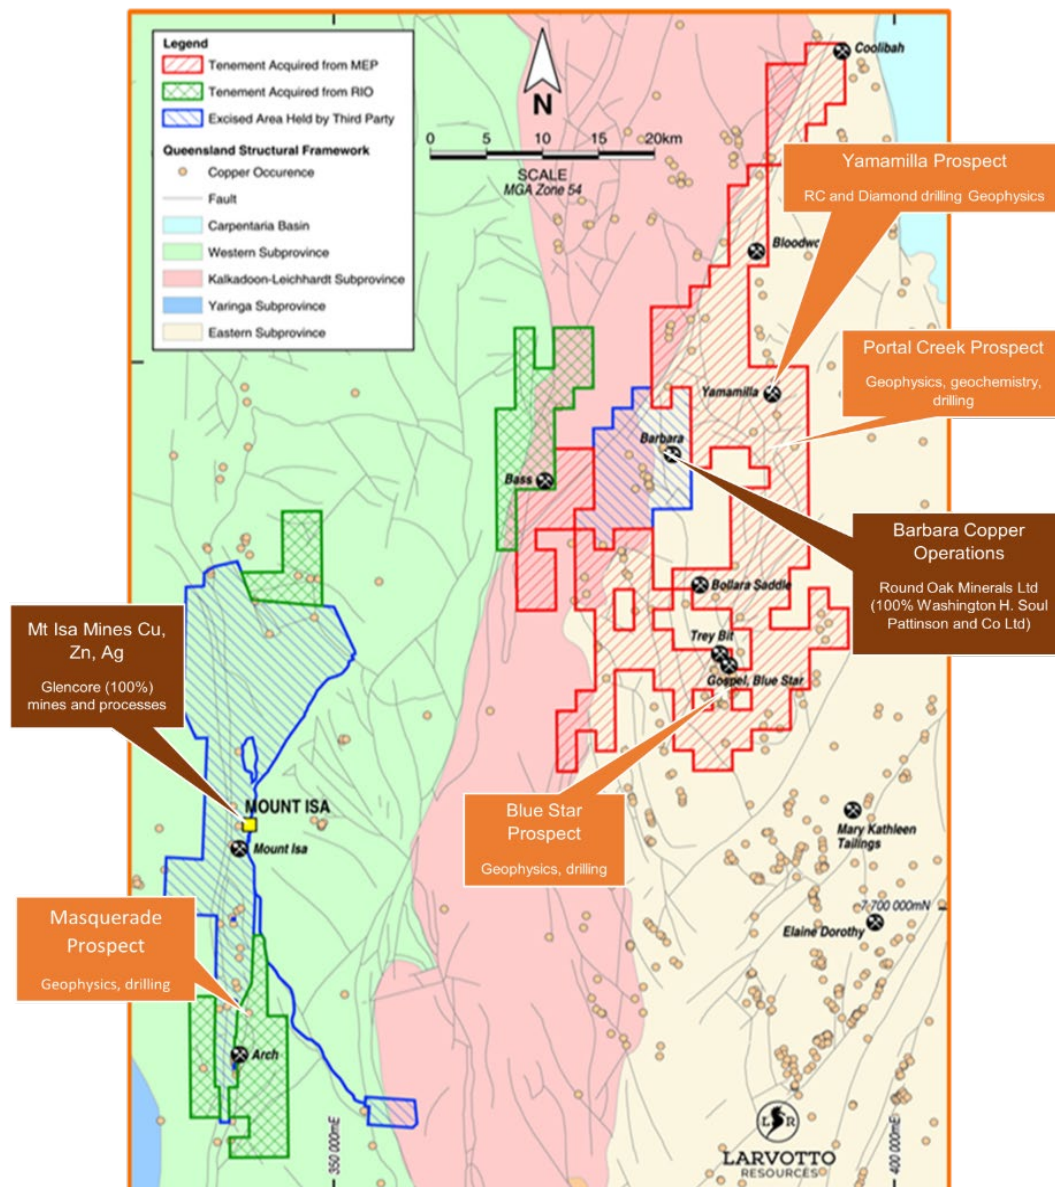 Legend
Tenement Acquired from MEP
Tenement Acquired from RIO
Excised Area Held by Third Party
Queensland Structural Framework
Copper Occurence
Fault
Carpentaria Basin
Western Subprovince
Kalkadoon-Leichhardt Subprovince
Yaringa Subprovince
Eastern Subprovince
N
0 5 10 15 20km
SCALE
MGA Zone 54
Coolibah
Yamamilla Prospect
RC and Diamond drilling Geophysics
Bloodwo
Portal Creek Prospect
Geophysics, geochemistry,
drilling
Yamamilla
Barbara
Bass
Barbara Copper
Operations
Round Oak Minerals Ltd
(100% Washington H. Soul
Pattinson and Co Ltd)
Bollara Saddle
Trey Bit
Gospel, Blue Star
Mt Isa Mines Cu,
Zn, Ag
Glencore (100%)
mines and processes
Blue Star
Prospect
Geophysics, drilling
MOUNT ISA
Mount Isa
Mary Kathleen
Tailings
7 700 000mN
Elaine Dorothy
Masquerade
Prospect
Geophysics, drilling
Arch
350 000mE
400 000mE
L R
LARVOTTO
RESOURCES